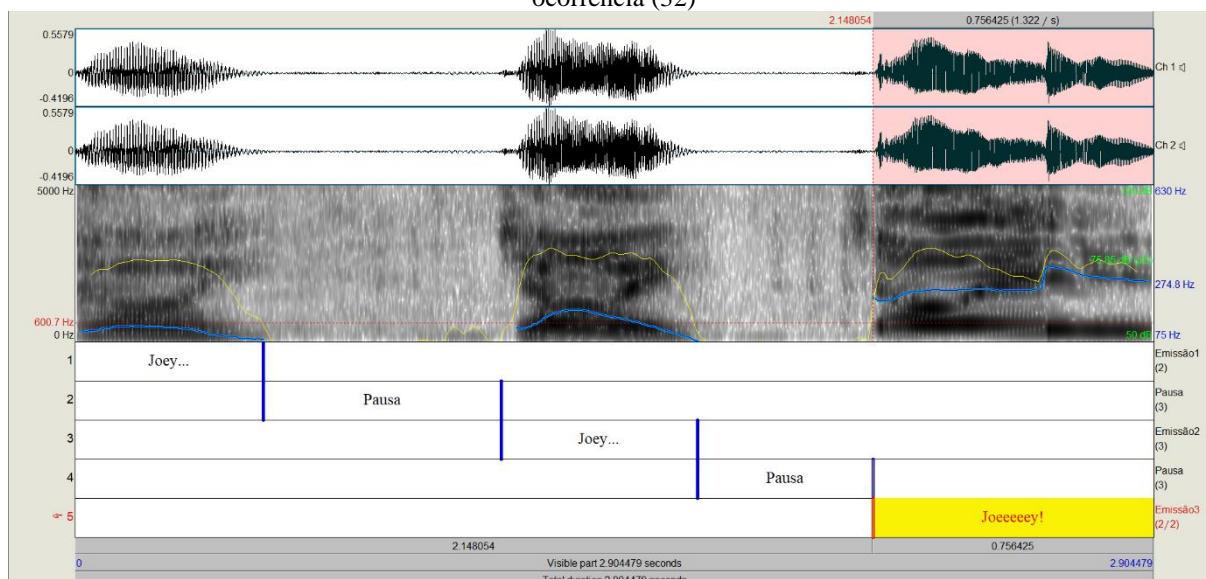 ocorrência (32)
2.148054 0.756425 (1.322 / s)
0.5579
0
-0.4196
Ch 1
0.5579
0
-0.4196
Ch 2
5000 Hz
630 Hz
274.8 Hz
600.7 Hz
0 Hz
50 dB
75 Hz
1 Joey... Emissão1
(2)
2 Pausa Pausa
(3)
3 Joey... Emissão2
(3)
4 Pausa Pausa
(3)
5 Joeeeeey! Emissão3
(2/2)
2.148054 0.756425
0 Visible part 2.904479 seconds 2.904479
Total duration 2.904479 seconds